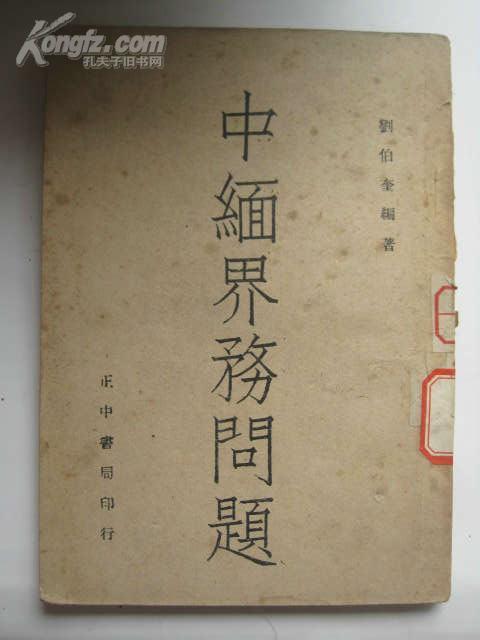 Kongfz.com
孔夫子旧书网
劉伯奎編著
中緬界務問題
正中書局印行